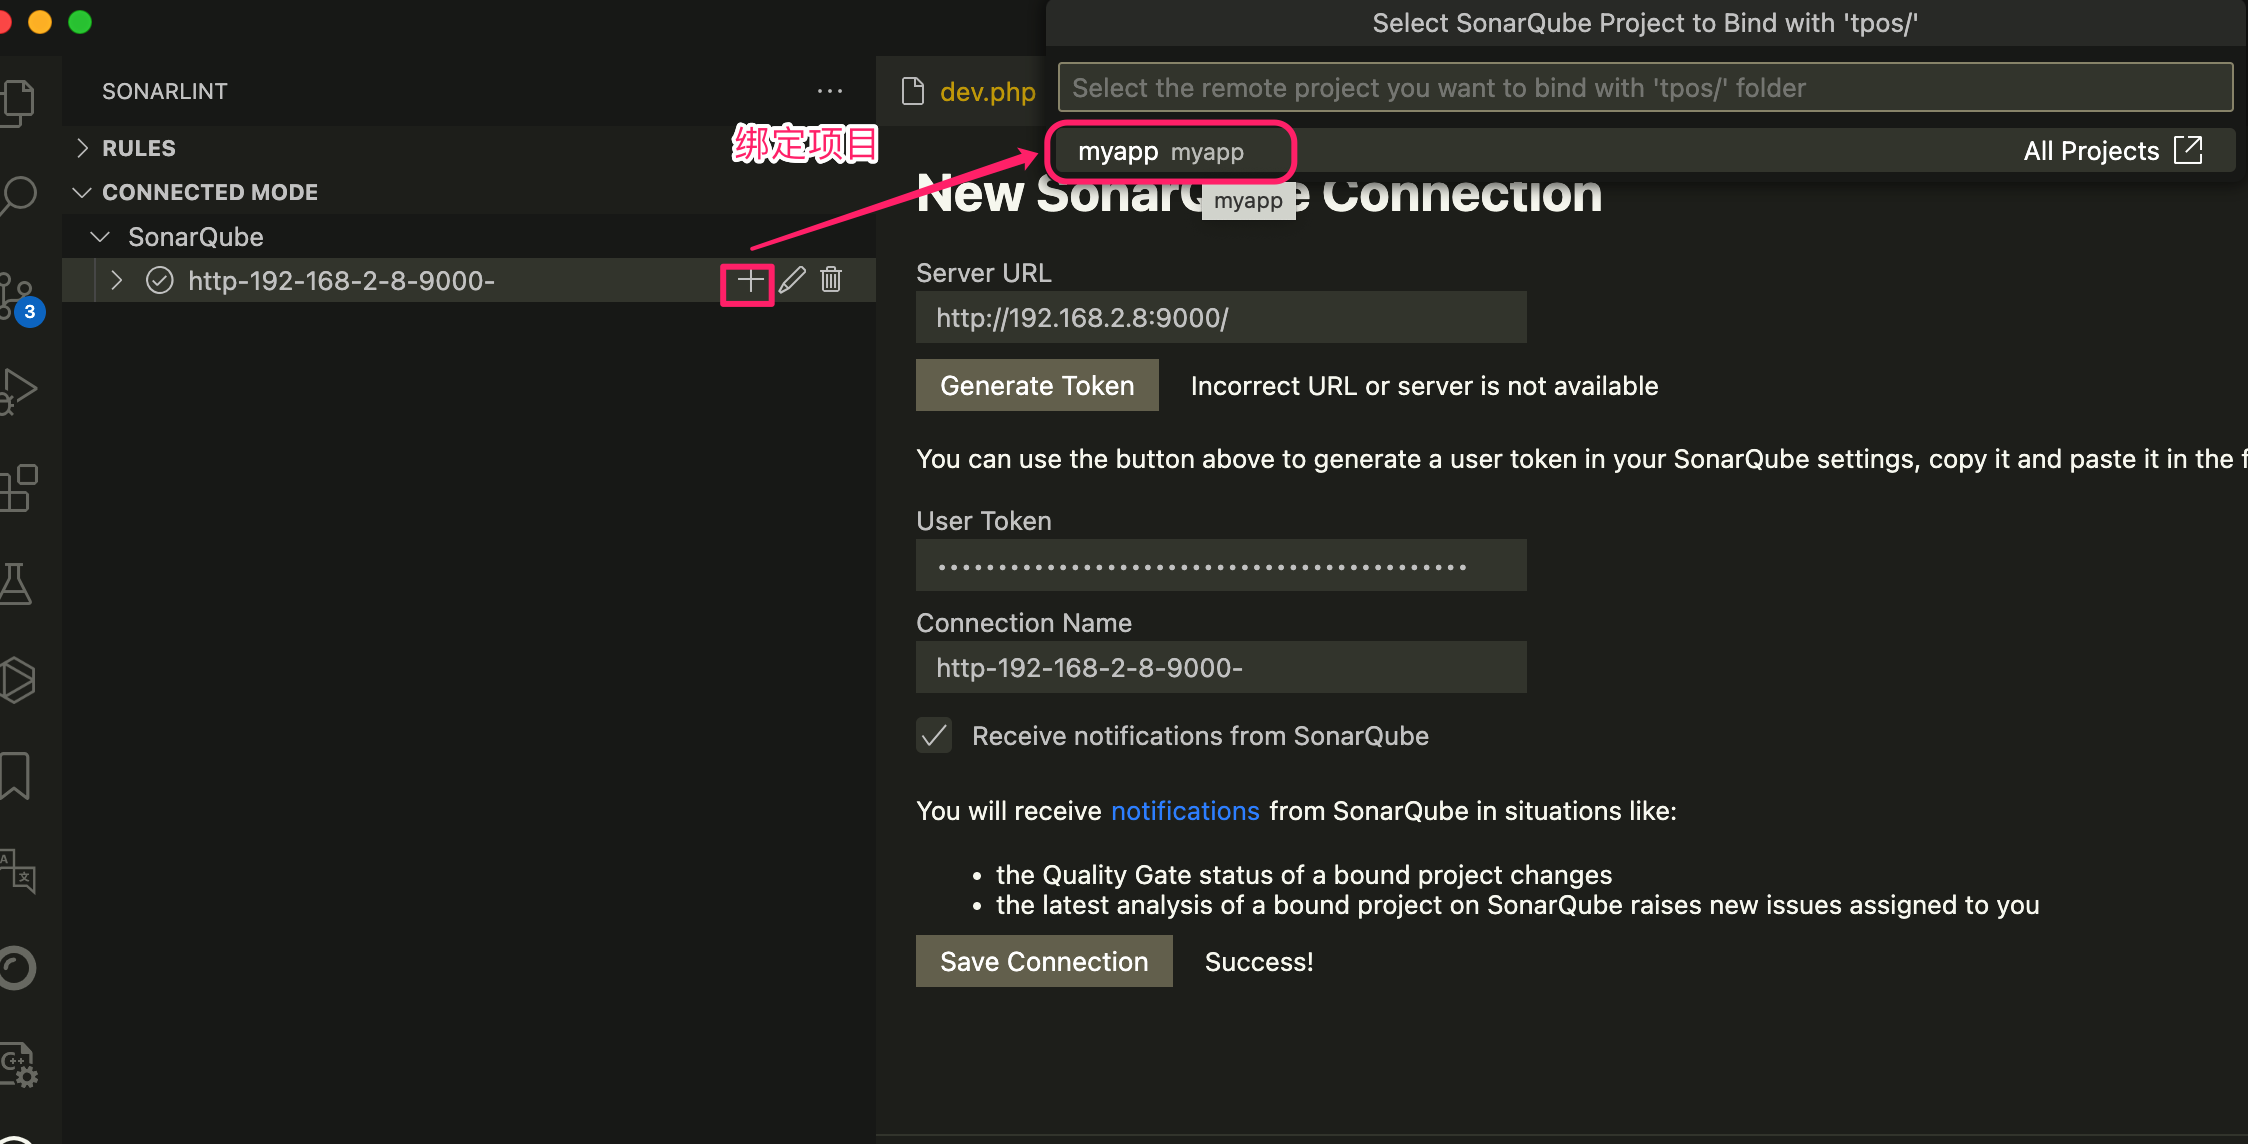 Select SonarQube Project to Bind with 'tpos/'
Select the remote project you want to bind with 'tpos/' folder
myapp myapp
All Projects
myapp
SONARLINT
RULES
CONNECTED MODE
SonarQube
http-192-168-2-8-9000-
3
绑定项目
dev.php
New SonarQube Connection
Server URL
http://192.168.2.8:9000/
Generate Token
Incorrect URL or server is not available
You can use the button above to generate a user token in your SonarQube settings, copy it and paste it in the f
User Token
Connection Name
http-192-168-2-8-9000-
Receive notifications from SonarQube
You will receive notifications from SonarQube in situations like:
• the Quality Gate status of a bound project changes
• the latest analysis of a bound project on SonarQube raises new issues assigned to you
Save Connection
Success!